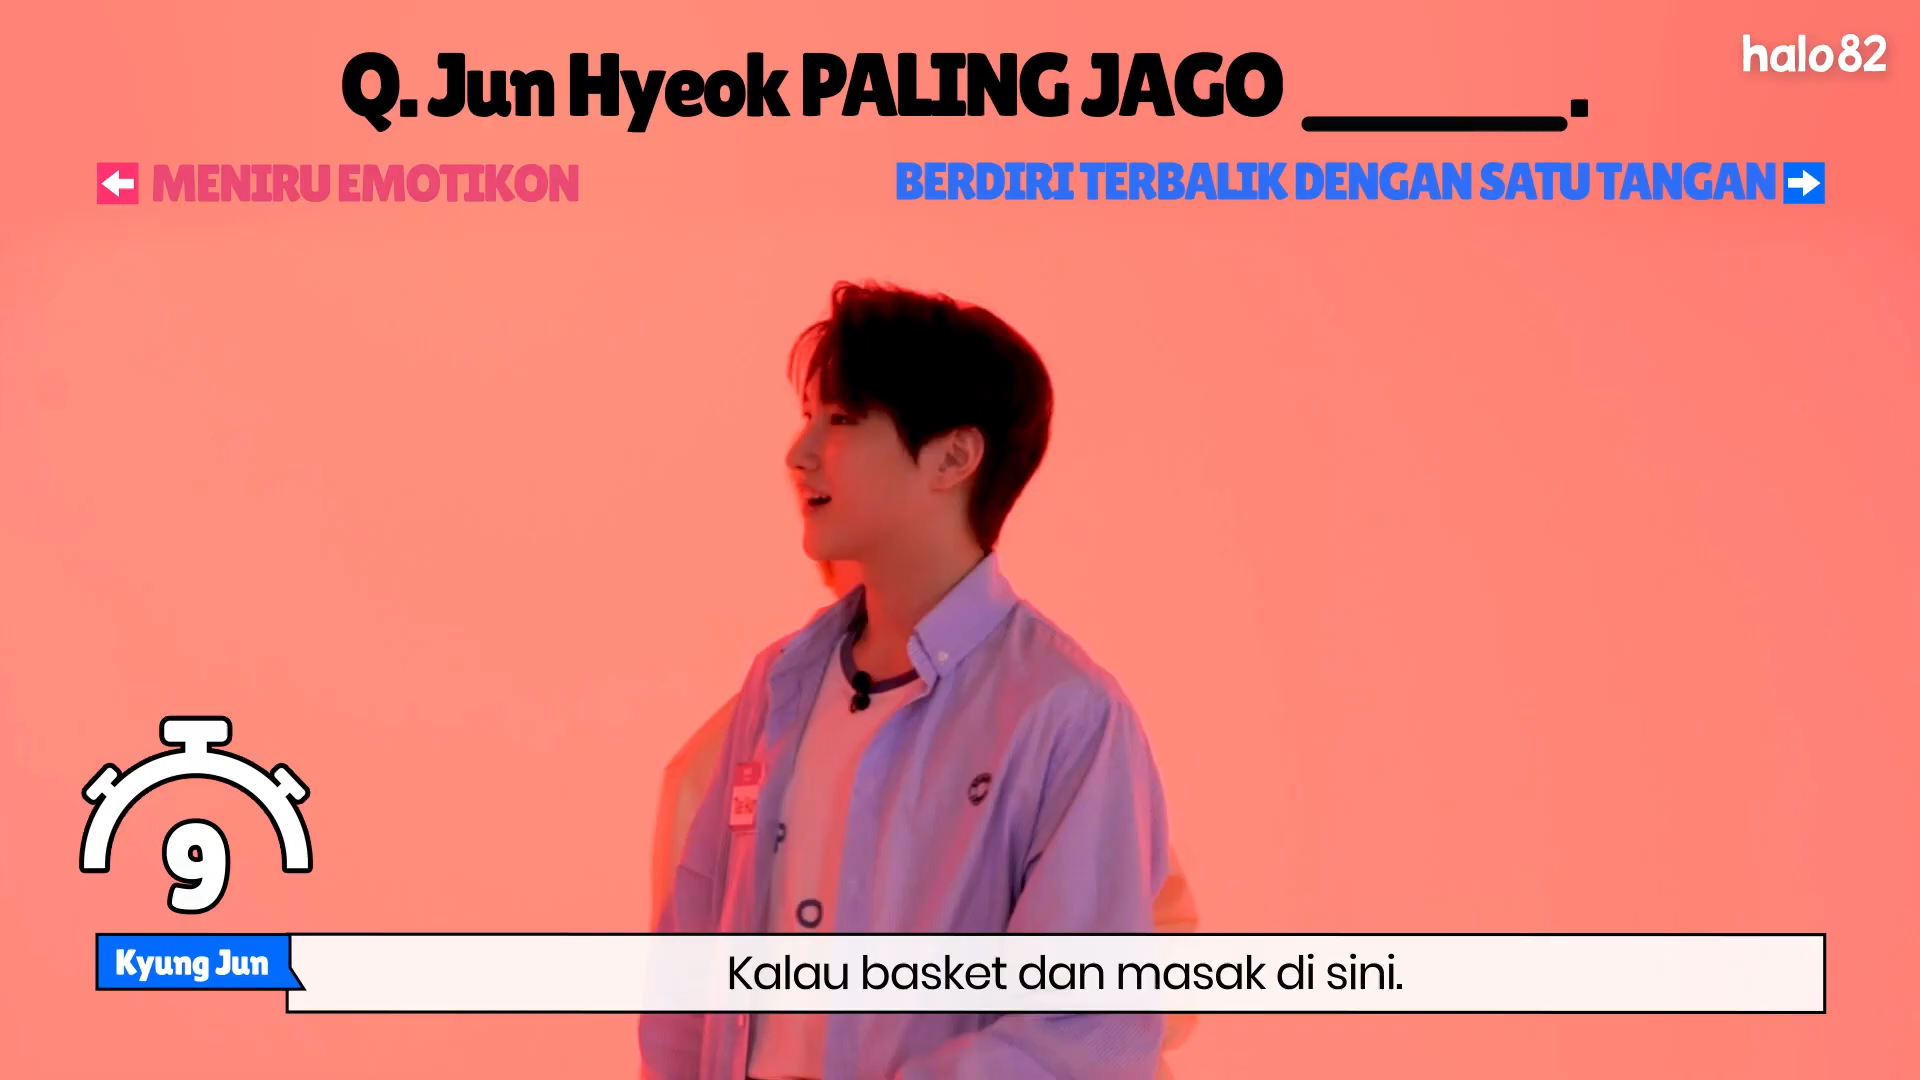 halo82
Q. Jun Hyeok PALING JAGO ______.
MENIRU EMOTIKON
BERDIRI TERBALIK DENGAN SATU TANGAN
9
Kyung Jun
Kalau basket dan masak di sini.